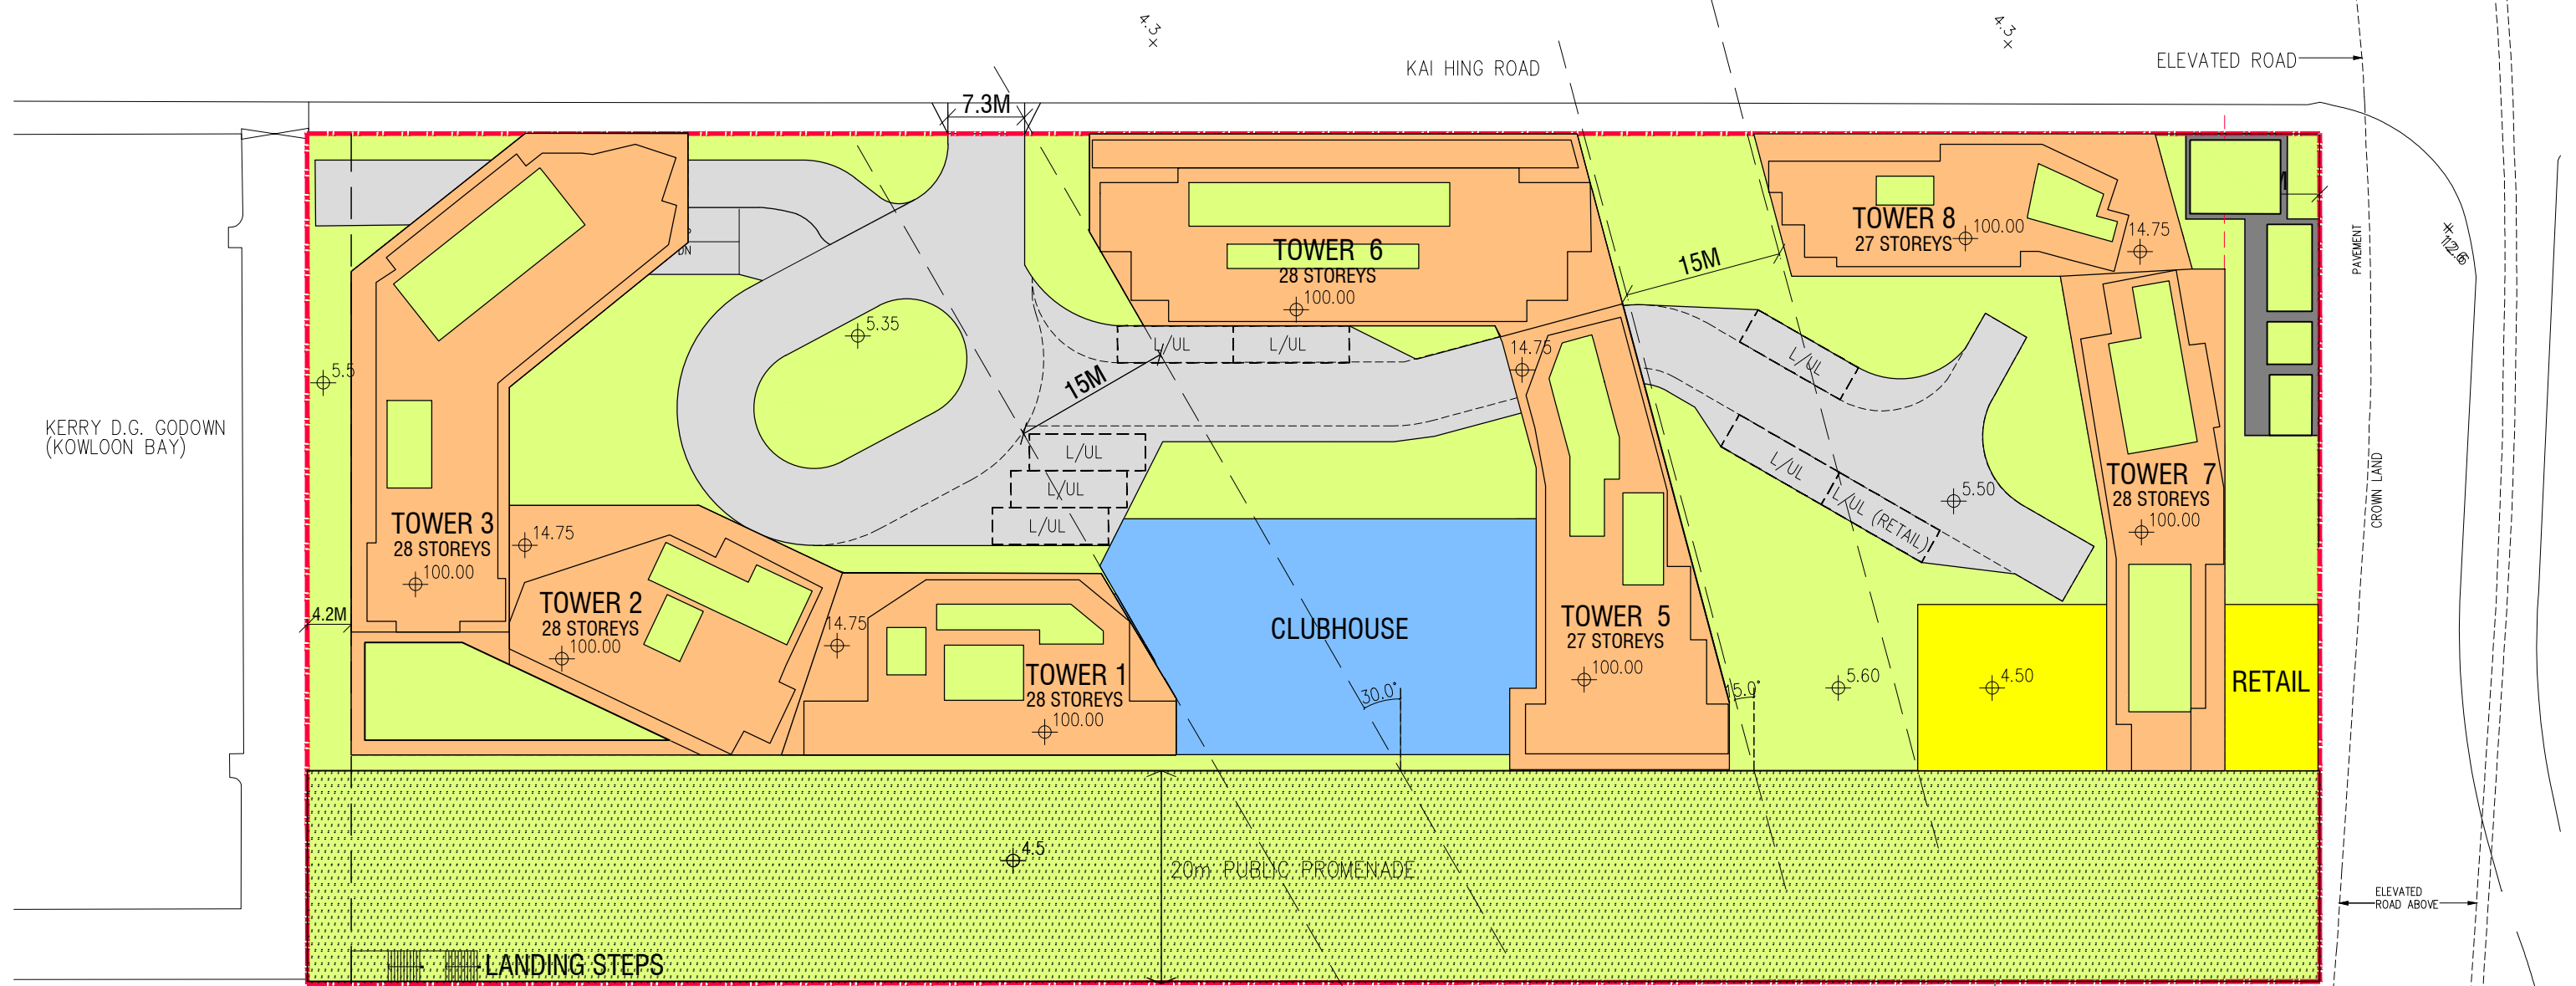 4.3
4.3
KAI HING ROAD
ELEVATED ROAD
7.3M
TOWER 6
28 STOREYS
100.00
TOWER 8
27 STOREYS
100.00
14.75
15M
PAVEMENT
DN
5.35
5.5
L/UL
L/UL
14.75
L/UL
15M
KERRY D.G. GODOWN
(KOWLOON BAY)
L/UL
L/UL
L/UL
L/UL
L/UL (RETAIL)
5.50
TOWER 7
28 STOREYS
100.00
CROWN LAND
TOWER 3
28 STOREYS
100.00
14.75
4.2M
TOWER 2
28 STOREYS
100.00
14.75
TOWER 1
28 STOREYS
100.00
CLUBHOUSE
30.0°
TOWER 5
27 STOREYS
100.00
15.0°
5.60
4.50
RETAIL
4.5
20m PUBLIC PROMENADE
ELEVATED
ROAD ABOVE
LANDING STEPS